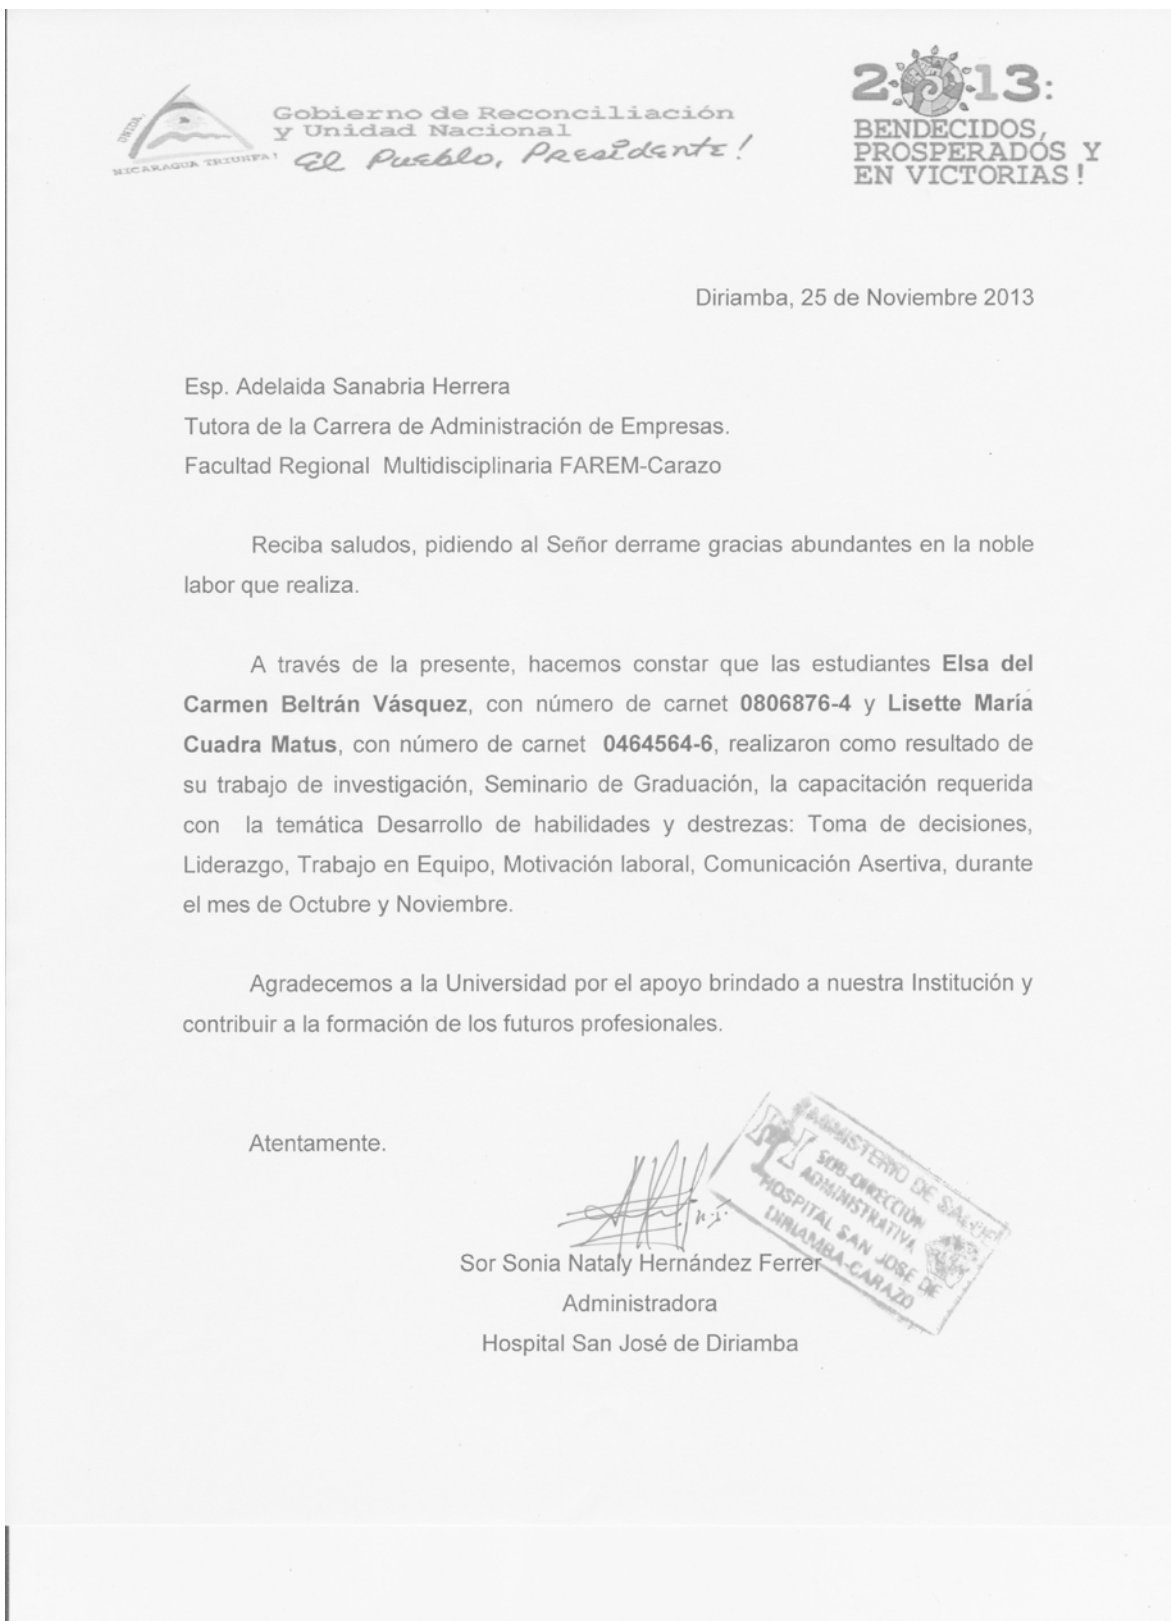 UNIDA,
NICARAGUA TRIUNFA!
Gobierno de Reconciliación
y Unidad Nacional
El Pueblo, Presidente!
2013:
BENDECIDOS,
PROSPERADOS Y
EN VICTORIAS!
Diriamba, 25 de Noviembre 2013
Esp. Adelaida Sanabria Herrera
Tutora de la Carrera de Administración de Empresas.
Facultad Regional Multidisciplinaria FAREM-Carazo
Reciba saludos, pidiendo al Señor derrame gracias abundantes en la noble
labor que realiza.
A través de la presente, hacemos constar que las estudiantes Elsa del
Carmen Beltrán Vásquez, con número de carnet 0806876-4 y Lisette María
Cuadra Matus, con número de carnet 0464564-6, realizaron como resultado de
su trabajo de investigación, Seminario de Graduación, la capacitación requerida
con la temática Desarrollo de habilidades y destrezas: Toma de decisiones,
Liderazgo, Trabajo en Equipo, Motivación laboral, Comunicación Asertiva, durante
el mes de Octubre y Noviembre.
Agradecemos a la Universidad por el apoyo brindado a nuestra Institución y
contribuir a la formación de los futuros profesionales.
Atentamente.
MINISTERIO DE SALUD
SUB-DIRECCIÓN
ADMINISTRATIVA
HOSPITAL SAN JOSE DE
DIRIAMBA-CARAZO
Sor Sonia Nataly Hernández Ferrer
Administradora
Hospital San José de Diriamba